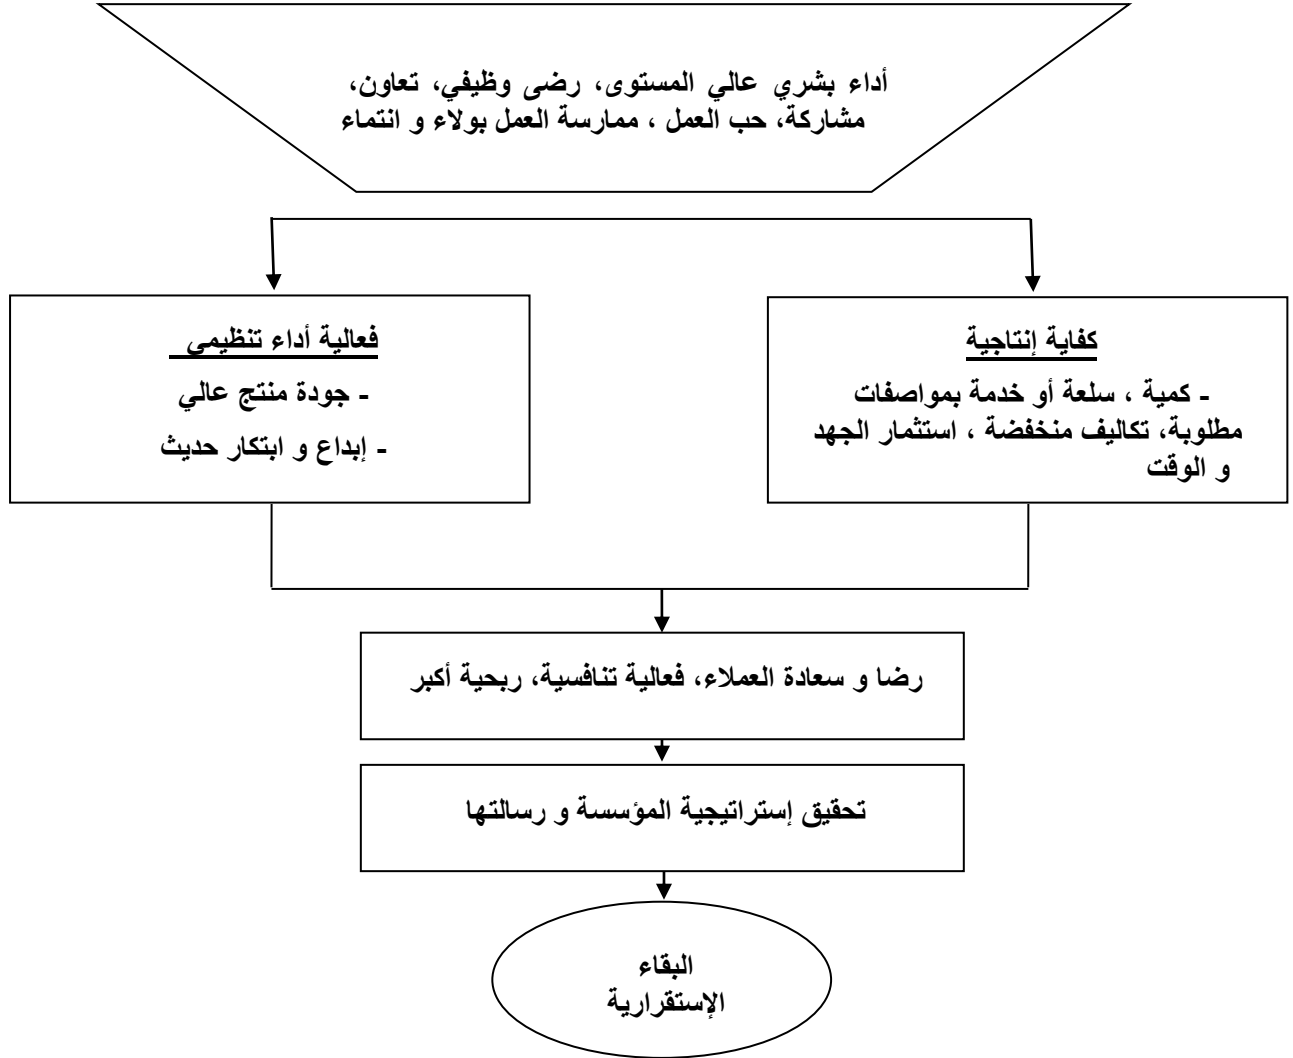 أداء بشري عالي المستوى، رضى وظيفي، تعاون،
مشاركة، حب العمل ، ممارسة العمل بولاء و انتماء
كفاية إنتاجية
- كمية ، سلعة أو خدمة بمواصفات
مطلوبة، تكاليف منخفضة ، استثمار الجهد
و الوقت
فعالية أداء تنظيمي
- جودة منتج عالي
- إبداع و ابتكار حديث
رضا و سعادة العملاء، فعالية تنافسية، ربحية أكبر
تحقيق إستراتيجية المؤسسة و رسالتها
البقاء
الإستقرارية